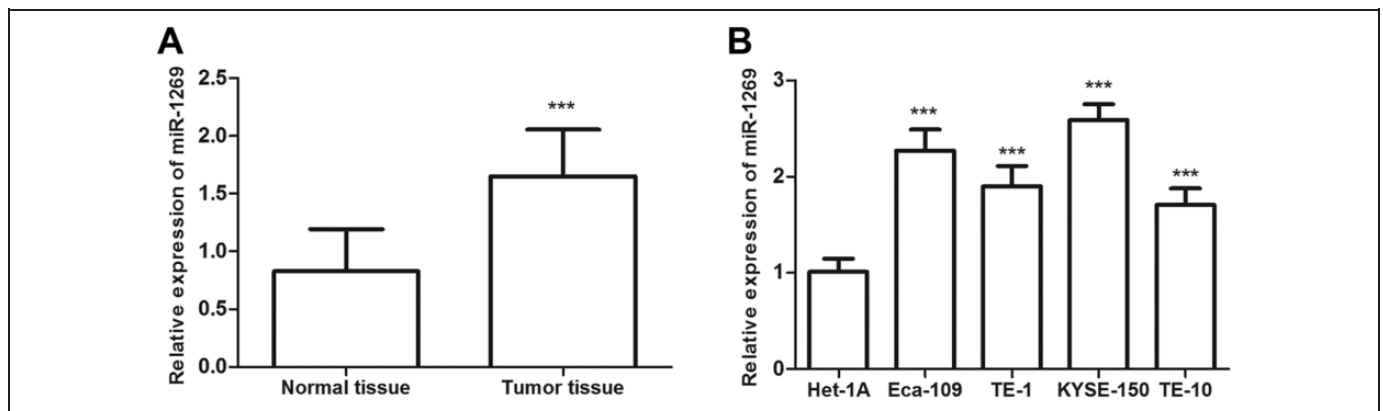 A
Relative expression of miR-1269
2.5
2.0
1.5
1.0
0.5
0.0
***
Normal tissue
Tumor tissue
B
Relative expression of miR-1269
3
2
1
0
***
***
***
***
Het-1A
Eca-109
TE-1
KYSE-150
TE-10